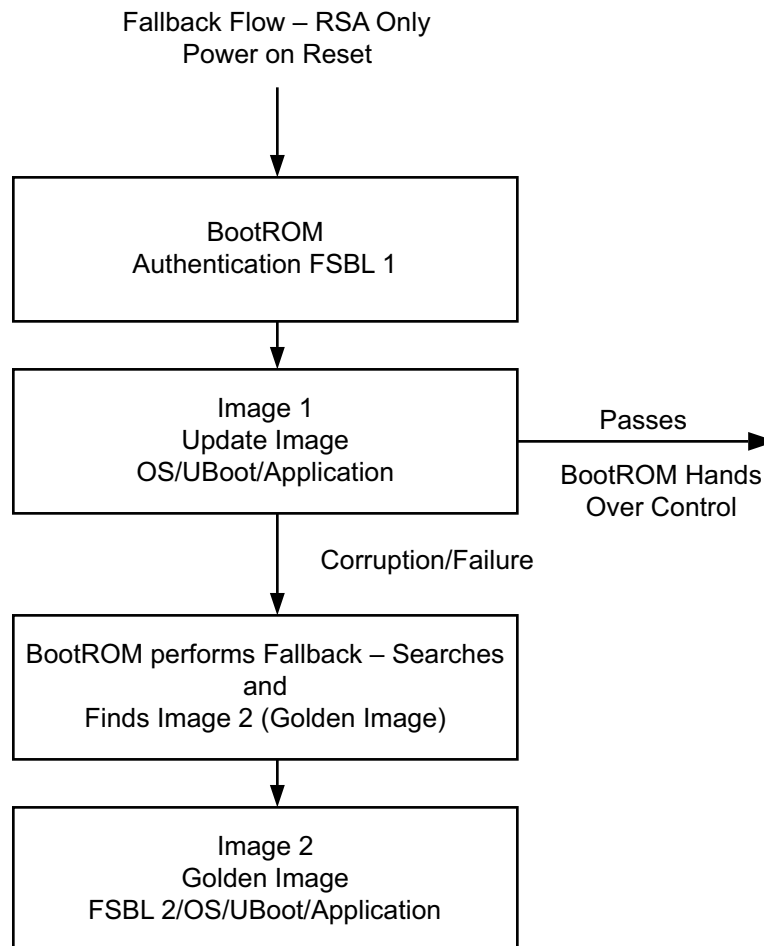 Fallback Flow – RSA Only
Power on Reset
BootROM
Authentication FSBL 1
Image 1
Update Image
OS/UBoot/Application
Passes
BootROM Hands
Over Control
Corruption/Failure
BootROM performs Fallback – Searches
and
Finds Image 2 (Golden Image)
Image 2
Golden Image
FSBL 2/OS/UBoot/Application